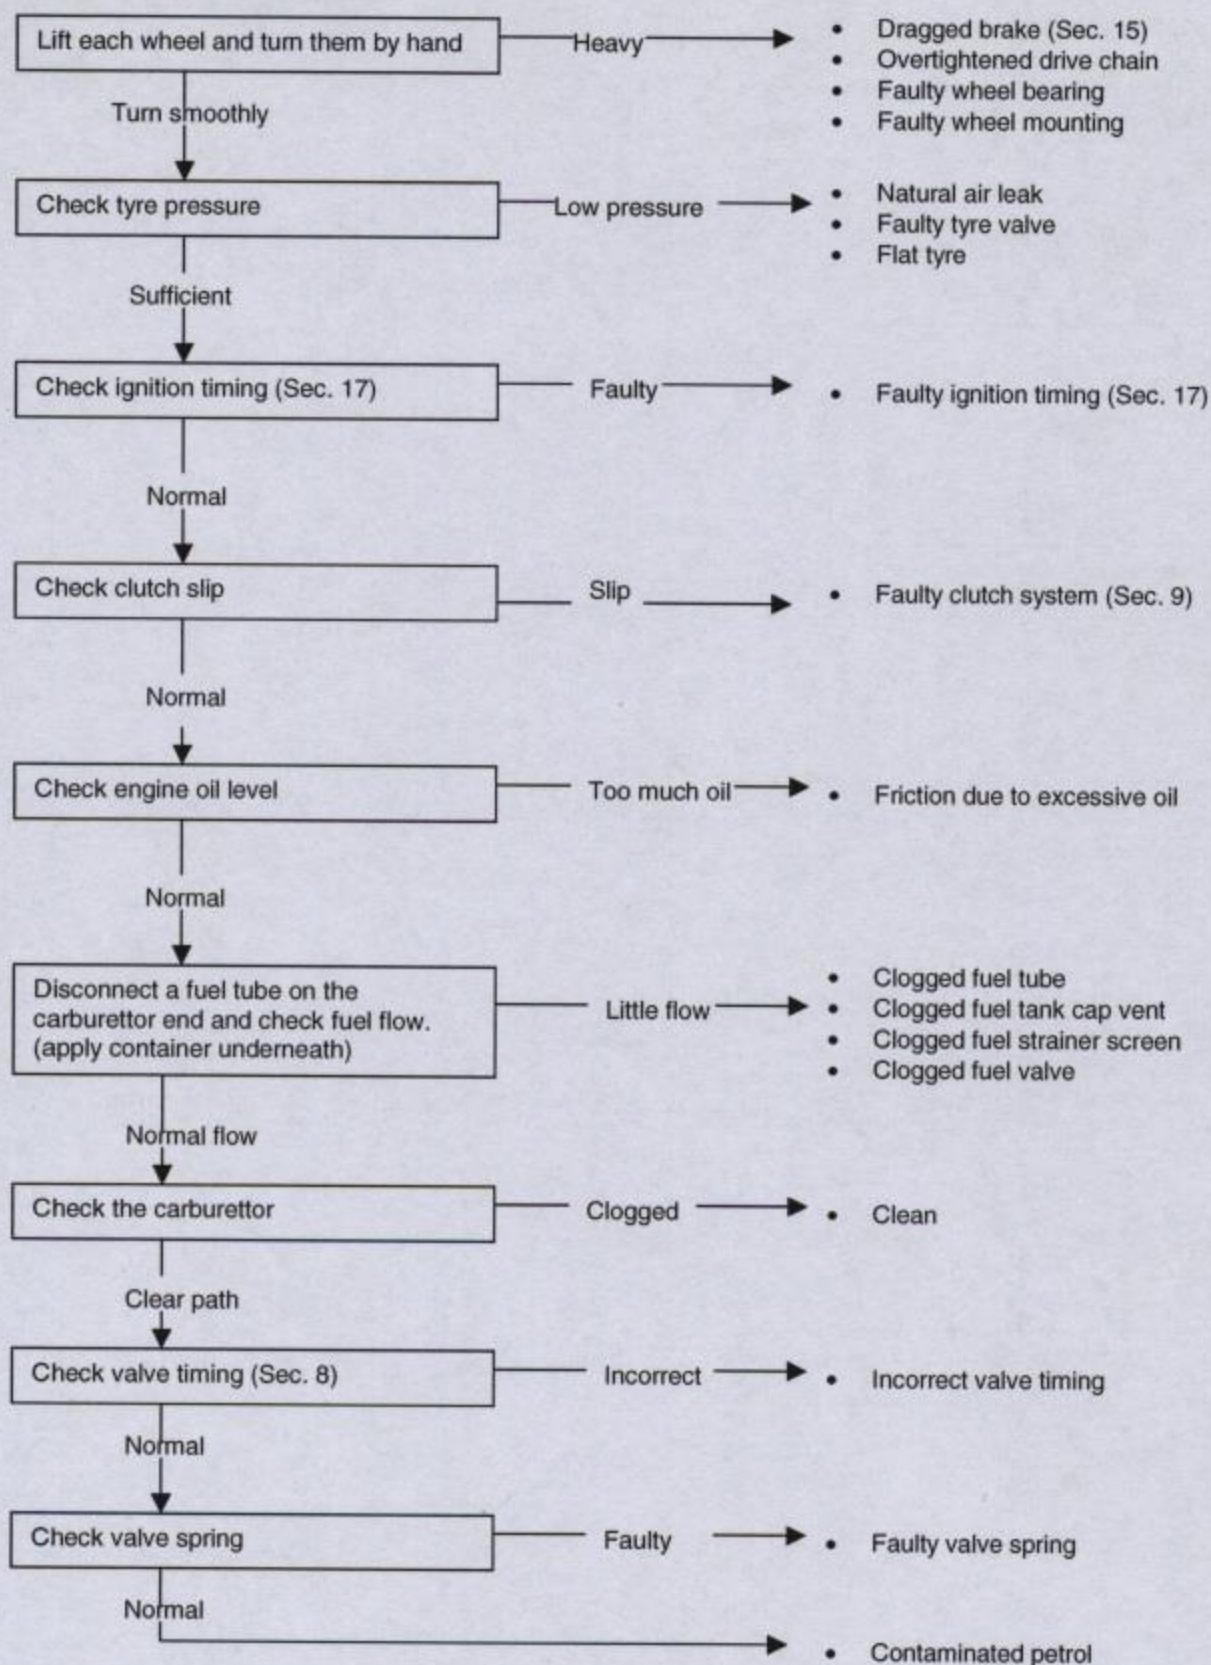 Lift each wheel and turn them by hand
Heavy
• Dragged brake (Sec. 15)
• Overtightened drive chain
• Faulty wheel bearing
• Faulty wheel mounting
Turn smoothly
Check tyre pressure
Low pressure
• Natural air leak
• Faulty tyre valve
• Flat tyre
Sufficient
Check ignition timing (Sec. 17)
Faulty
• Faulty ignition timing (Sec. 17)
Normal
Check clutch slip
Slip
• Faulty clutch system (Sec. 9)
Normal
Check engine oil level
Too much oil
• Friction due to excessive oil
Normal
Disconnect a fuel tube on the
carburettor end and check fuel flow.
(apply container underneath)
Little flow
• Clogged fuel tube
• Clogged fuel tank cap vent
• Clogged fuel strainer screen
• Clogged fuel valve
Normal flow
Check the carburettor
Clogged
• Clean
Clear path
Check valve timing (Sec. 8)
Incorrect
• Incorrect valve timing
Normal
Check valve spring
Faulty
• Faulty valve spring
Normal
• Contaminated petrol